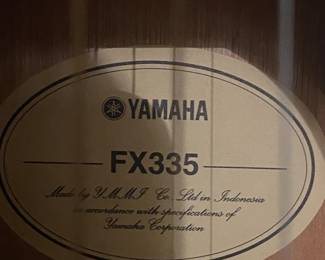 YAMAHA
FX335
Made by Y.M.M.I Co. Ltd in Indonesia
in accordance with specifications of
Yamaha Corporation